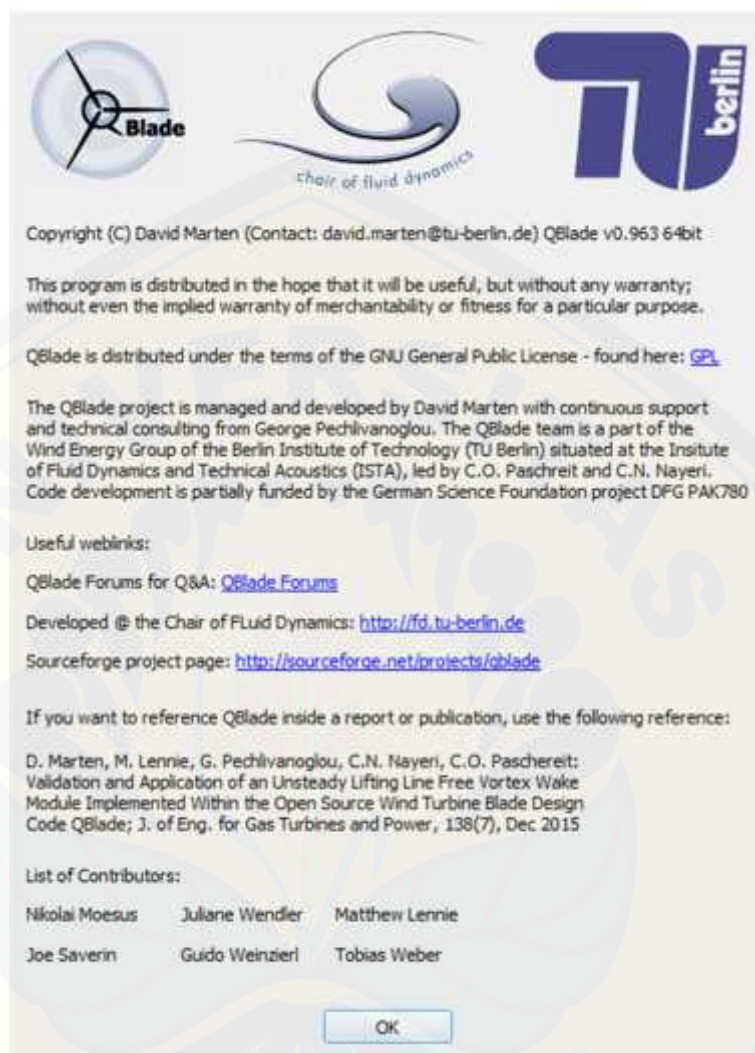 Blade
chair of fluid dynamics
TU berlin
Copyright (C) David Marten (Contact: david.marten@tu-berlin.de) QBlade v0.963 64bit
This program is distributed in the hope that it will be useful, but without any warranty;
without even the implied warranty of merchantability or fitness for a particular purpose.
QBlade is distributed under the terms of the GNU General Public License - found here: GPL
The QBlade project is managed and developed by David Marten with continuous support
and technical consulting from George Pechlivanoglou. The QBlade team is a part of the
Wind Energy Group of the Berlin Institute of Technology (TU Berlin) situated at the Insitute
of Fluid Dynamics and Technical Acoustics (ISTA), led by C.O. Paschreit and C.N. Nayeri.
Code development is partially funded by the German Science Foundation project DFG PAK780
Useful weblinks:
QBlade Forums for Q&A: QBlade Forums
Developed @ the Chair of FLuid Dynamics: http://fd.tu-berlin.de
Sourceforge project page: http://sourceforge.net/projects/qblade
If you want to reference QBlade inside a report or publication, use the following reference:
D. Marten, M. Lennie, G. Pechlivanoglou, C.N. Nayeri, C.O. Paschereit:
Validation and Application of an Unsteady Lifting Line Free Vortex Wake
Module Implemented Within the Open Source Wind Turbine Blade Design
Code QBlade; J. of Eng. for Gas Turbines and Power, 138(7), Dec 2015
List of Contributors:
Nikolai Moesus Juliane Wendler Matthew Lennie
Joe Saverin Guido Weinzierl Tobias Weber
OK